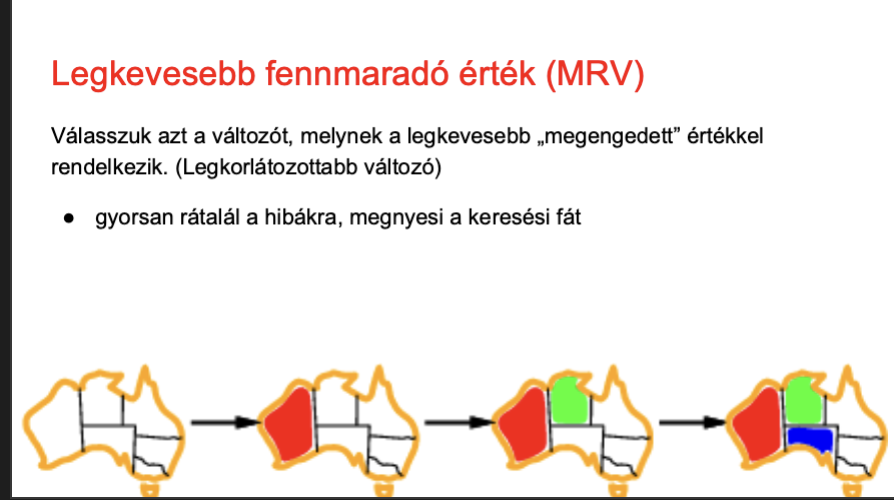 Legkevesebb fennmaradó érték (MRV)
Válasszuk azt a változót, melynek a legkevesebb „megengedett” értékkel
rendelkezik. (Legkorlátozottabb változó)
● gyorsan rátalál a hibákra, megnyesi a keresési fát